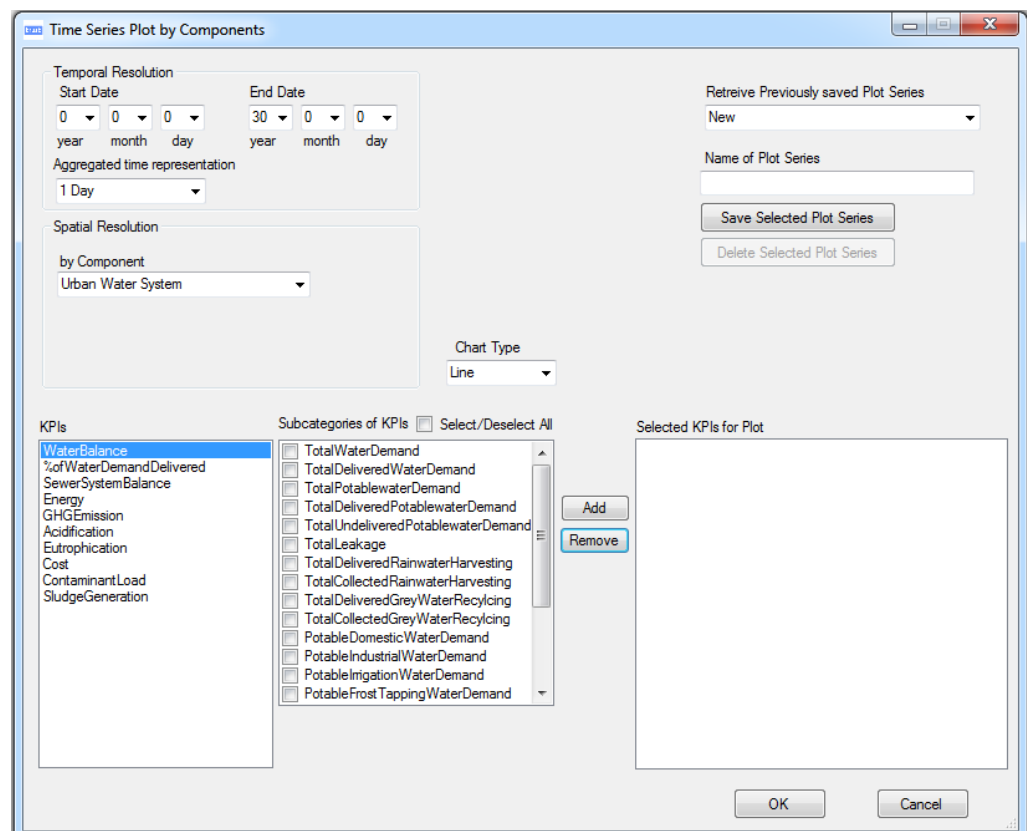 Time Series Plot by Components
Temporal Resolution
Start Date
End Date
0 0 0
30 0 0
year month day
year month day
Aggregated time representation
1 Day
Retreive Previously saved Plot Series
New
Name of Plot Series
Save Selected Plot Series
Delete Selected Plot Series
Spatial Resolution
by Component
Urban Water System
Chart Type
Line
KPIs
WaterBalance
%ofWaterDemandDelivered
SewerSystemBalance
Energy
GHGEmission
Acidification
Eutrophication
Cost
ContaminantLoad
SludgeGeneration
Subcategories of KPIs
Select/Deselect All
TotalWaterDemand
TotalDeliveredWaterDemand
TotalPotablewaterDemand
TotalDeliveredPotablewaterDemand
TotalUndeliveredPotablewaterDemand
TotalLeakage
TotalDeliveredRainwaterHarvesting
TotalCollectedRainwaterHarvesting
TotalDeliveredGreyWaterRecylcing
TotalCollectedGreyWaterRecylcing
PotableDomesticWaterDemand
PotableIndustrialWaterDemand
PotableIrrigationWaterDemand
PotableFrostTappingWaterDemand
Add
Remove
Selected KPIs for Plot
OK
Cancel